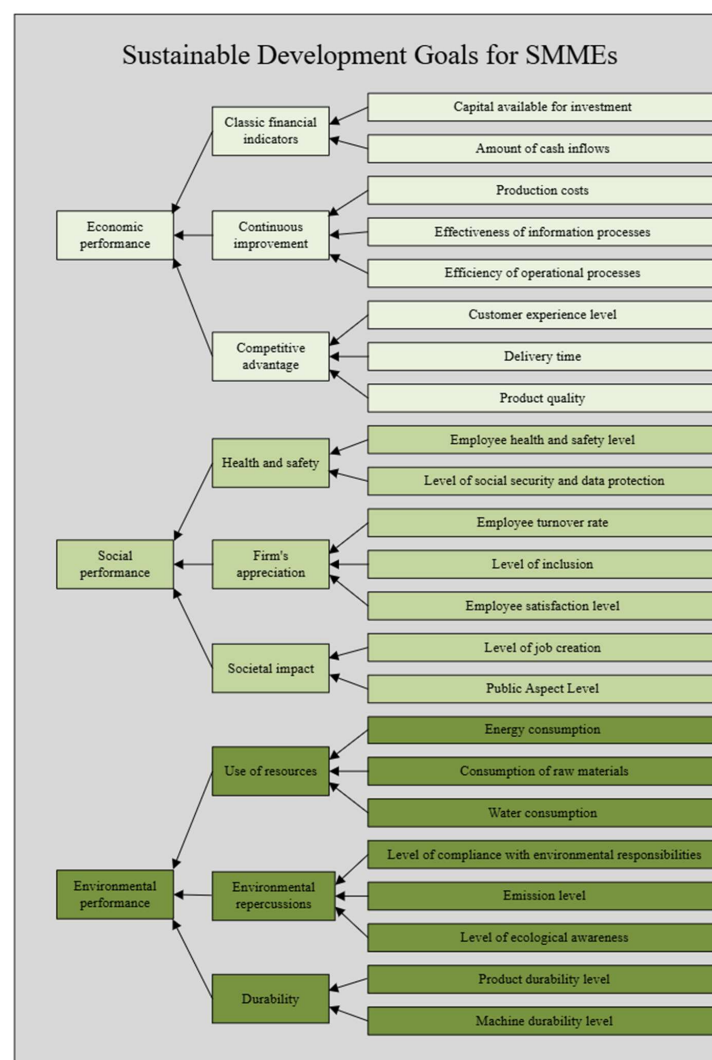 Sustainable Development Goals for SMMEs
Capital available for investment
Classic financial
indicators
Amount of cash inflows
Production costs
Economic
performance
Continuous
improvement
Effectiveness of information processes
Efficiency of operational processes
Customer experience level
Competitive
advantage
Delivery time
Product quality
Employee health and safety level
Health and safety
Level of social security and data protection
Employee turnover rate
Social
performance
Firm's
appreciation
Level of inclusion
Employee satisfaction level
Level of job creation
Societal impact
Public Aspect Level
Energy consumption
Use of resources
Consumption of raw materials
Water consumption
Level of compliance with environmental responsibilities
Environmental
performance
Environmental
repercussions
Emission level
Level of ecological awareness
Product durability level
Durability
Machine durability level